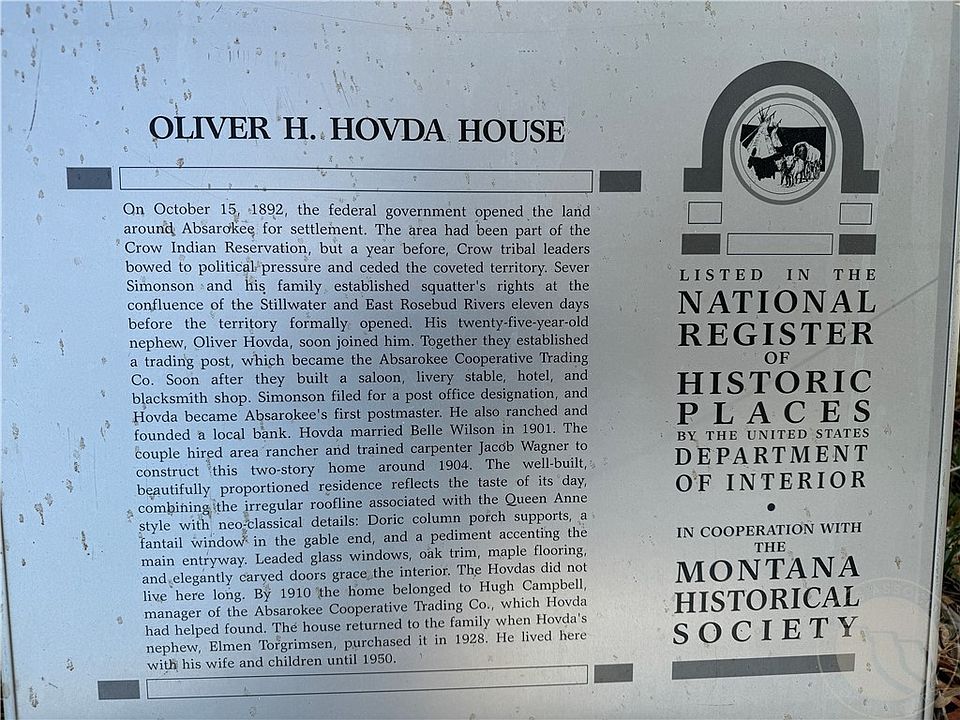 OLIVER H. HOVDA HOUSE
On October 15, 1892, the federal government opened the land
around Absarokee for settlement. The area had been part of the
Crow Indian Reservation, but a year before, Crow tribal leaders
bowed to political pressure and ceded the coveted territory. Sever
Simonson and his family established squatter's rights at the
confluence of the Stillwater and East Rosebud Rivers eleven days
before the territory formally opened. His twenty-five-year-old
nephew, Oliver Hovda, soon joined him. Together they established
a trading post, which became the Absarokee Cooperative Trading
Co. Soon after they built a saloon, livery stable, hotel, and
blacksmith shop. Simonson filed for a post office designation, and
Hovda became Absarokee's first postmaster. He also ranched and
founded a local bank. Hovda married Belle Wilson in 1901. The
couple hired area rancher and trained carpenter Jacob Wagner to
construct this two-story home around 1904. The well-built,
beautifully proportioned residence reflects the taste of its day,
combining the irregular roofline associated with the Queen Anne
style with neo-classical details: Doric column porch supports, a
fantail window in the gable end, and a pediment accenting the
main entryway. Leaded glass windows, oak trim, maple flooring,
and elegantly carved doors grace the interior. The Hovdas did not
live here long. By 1910 the home belonged to Hugh Campbell,
manager of the Absarokee Cooperative Trading Co., which Hovda
had helped found. The house returned to the family when Hovda's
nephew, Elmen Torgrimsen, purchased it in 1928. He lived here
with his wife and children until 1950.
LISTED IN THE
NATIONAL
REGISTER
OF
HISTORIC
PLACES
BY THE UNITED STATES
DEPARTMENT
OF INTERIOR
•
IN COOPERATION WITH
THE
MONTANA
HISTORICAL
SOCIETY